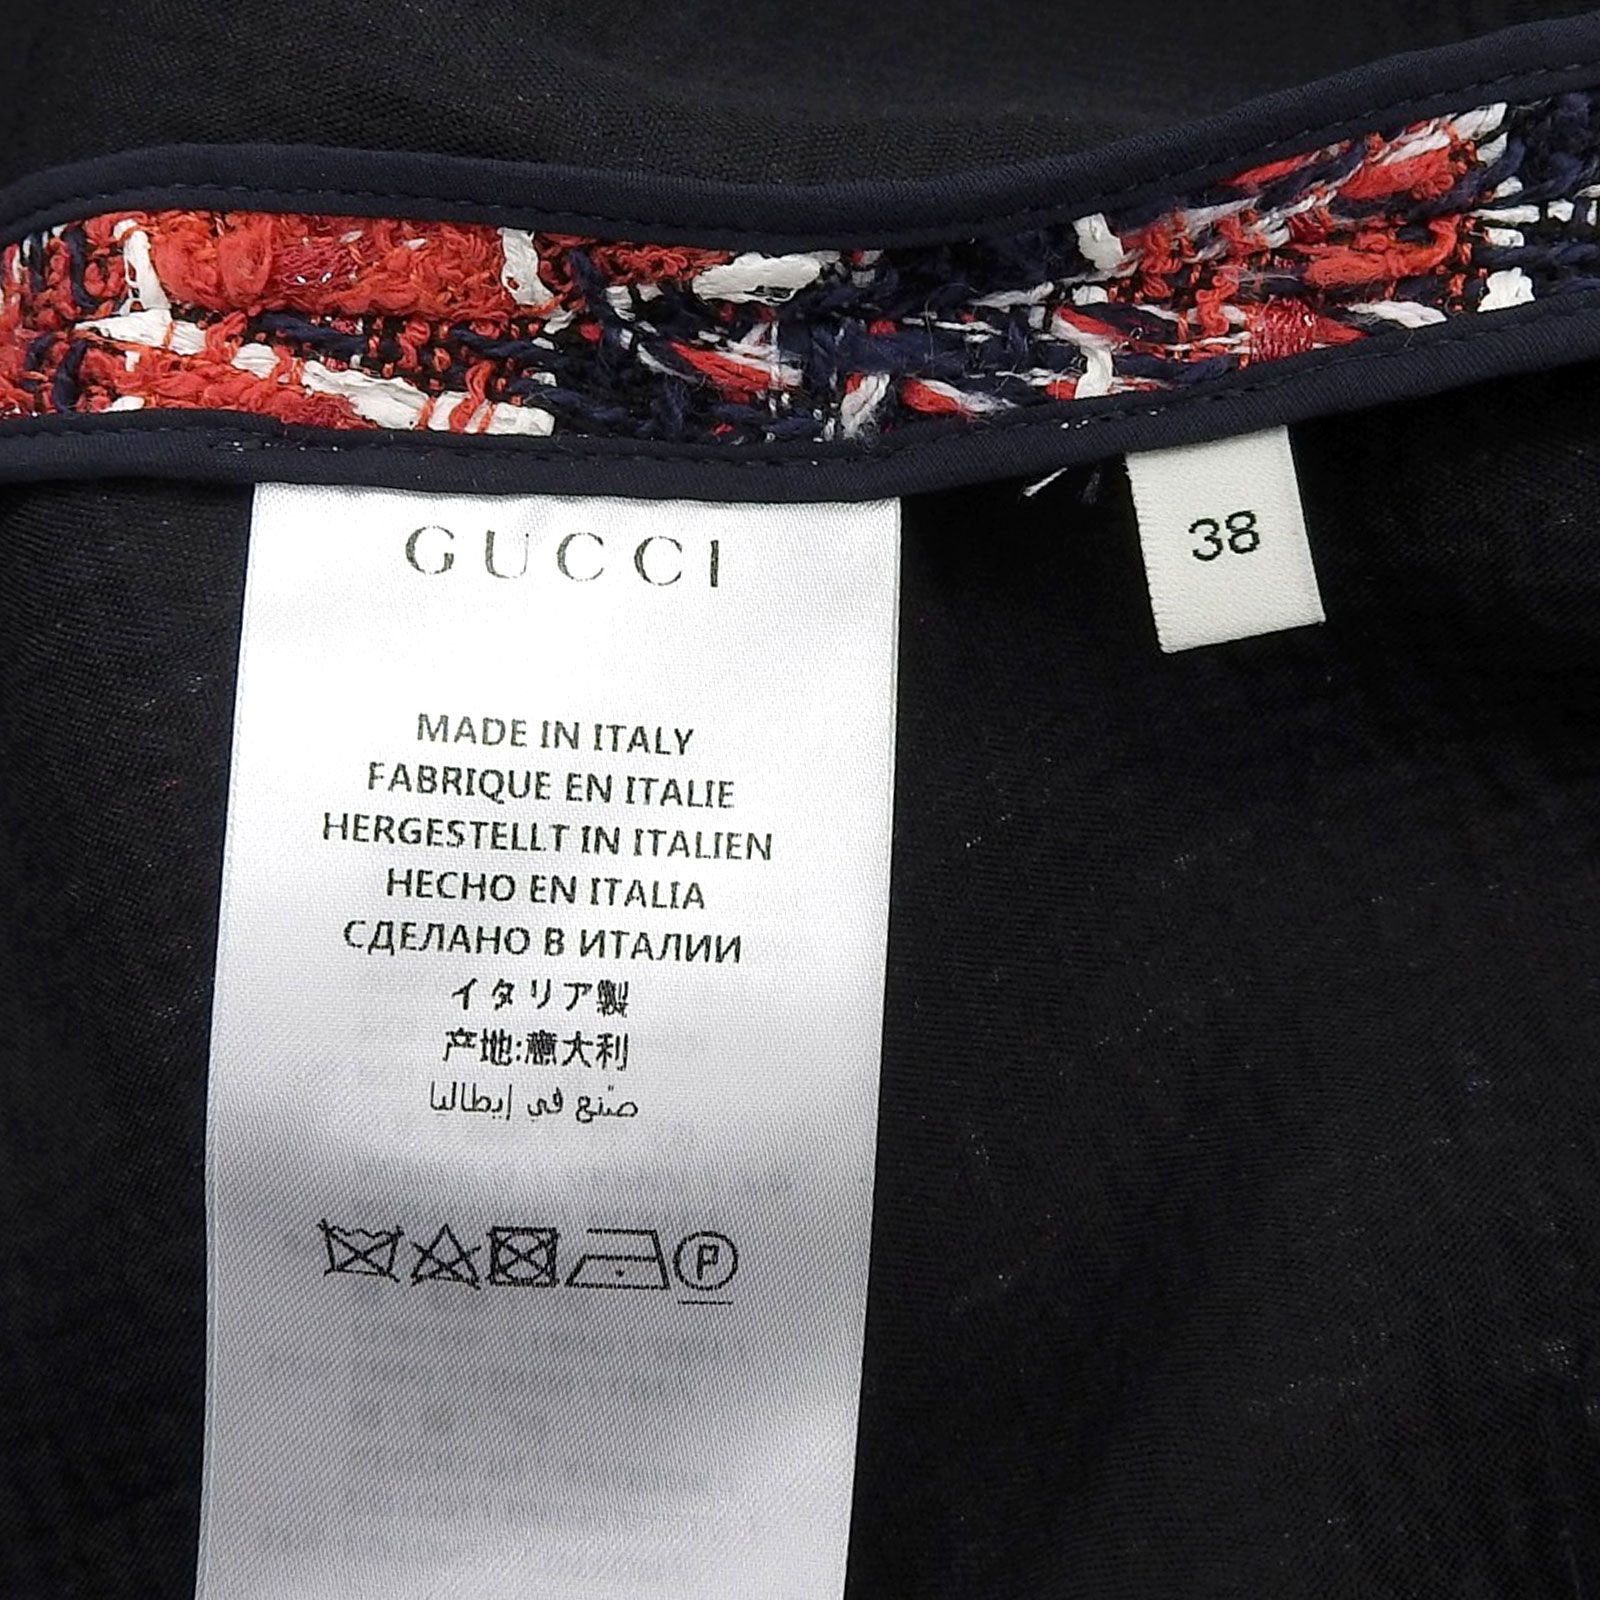 GUCCI
38
MADE IN ITALY
FABRIQUE EN ITALIE
HERGESTELLT IN ITALIEN
HECHO EN ITALIA
СДЕЛАНО В ИТАЛИИ
イタリア製
产地:意大利
صنع في إيطاليا
P